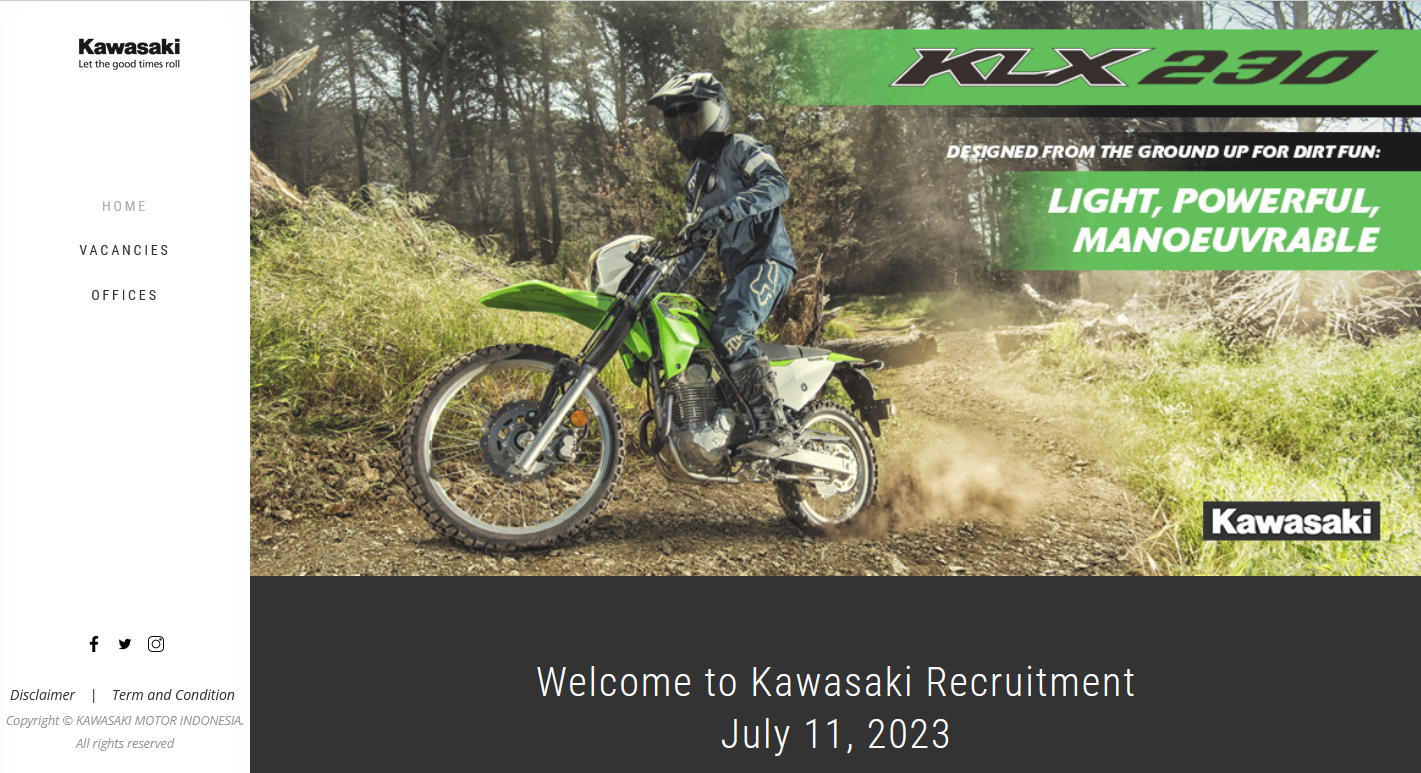 Kawasaki
Let the good times roll
HOME
VACANCIES
OFFICES
Disclaimer | Term and Condition
Copyright © KAWASAKI MOTOR INDONESIA.
All rights reserved
KLX 230
DESIGNED FROM THE GROUND UP FOR DIRT FUN:
LIGHT, POWERFUL,
MANOEUVRABLE
FOX
Kawasaki
Welcome to Kawasaki Recruitment
July 11, 2023